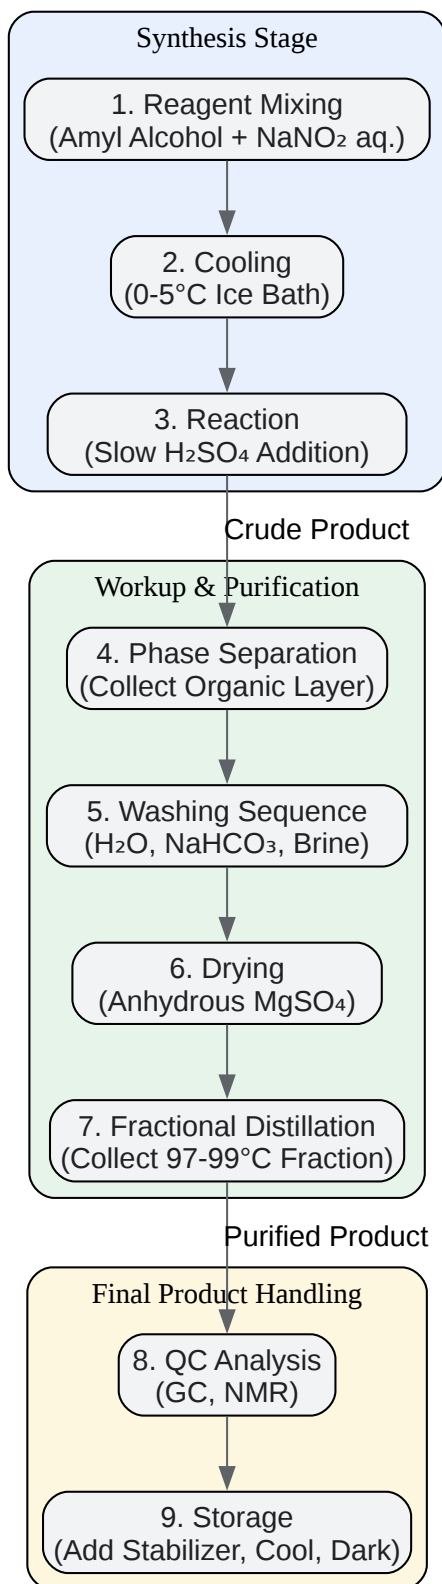 Synthesis Stage
1. Reagent Mixing
(Amyl Alcohol + NaNO₂ aq.)
2. Cooling
(0-5°C Ice Bath)
3. Reaction
(Slow H₂SO₄ Addition)
Crude Product
Workup & Purification
4. Phase Separation
(Collect Organic Layer)
5. Washing Sequence
(H₂O, NaHCO₃, Brine)
6. Drying
(Anhydrous MgSO₄)
7. Fractional Distillation
(Collect 97-99°C Fraction)
Purified Product
Final Product Handling
8. QC Analysis
(GC, NMR)
9. Storage
(Add Stabilizer, Cool, Dark)